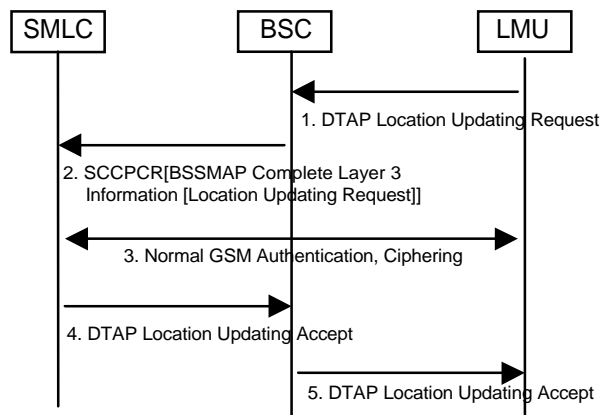 SMLC BSC LMU
1. DTAP Location Updating Request
2. SCCPCR[BSSMAP Complete Layer 3
Information [Location Updating Request]]
3. Normal GSM Authentication, Ciphering
4. DTAP Location Updating Accept
5. DTAP Location Updating Accept